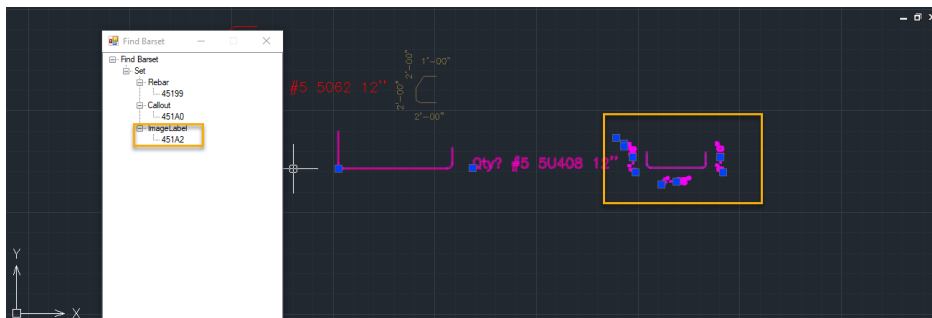 Find Barset
Find Barset
Set
Rebar
45199
Callout
451A0
ImageLabel
451A2
#5 5062 12"
2'-00"
1'-00"
2'-00"
2'-00"
Qty? #5 5U408 12"
Y
X